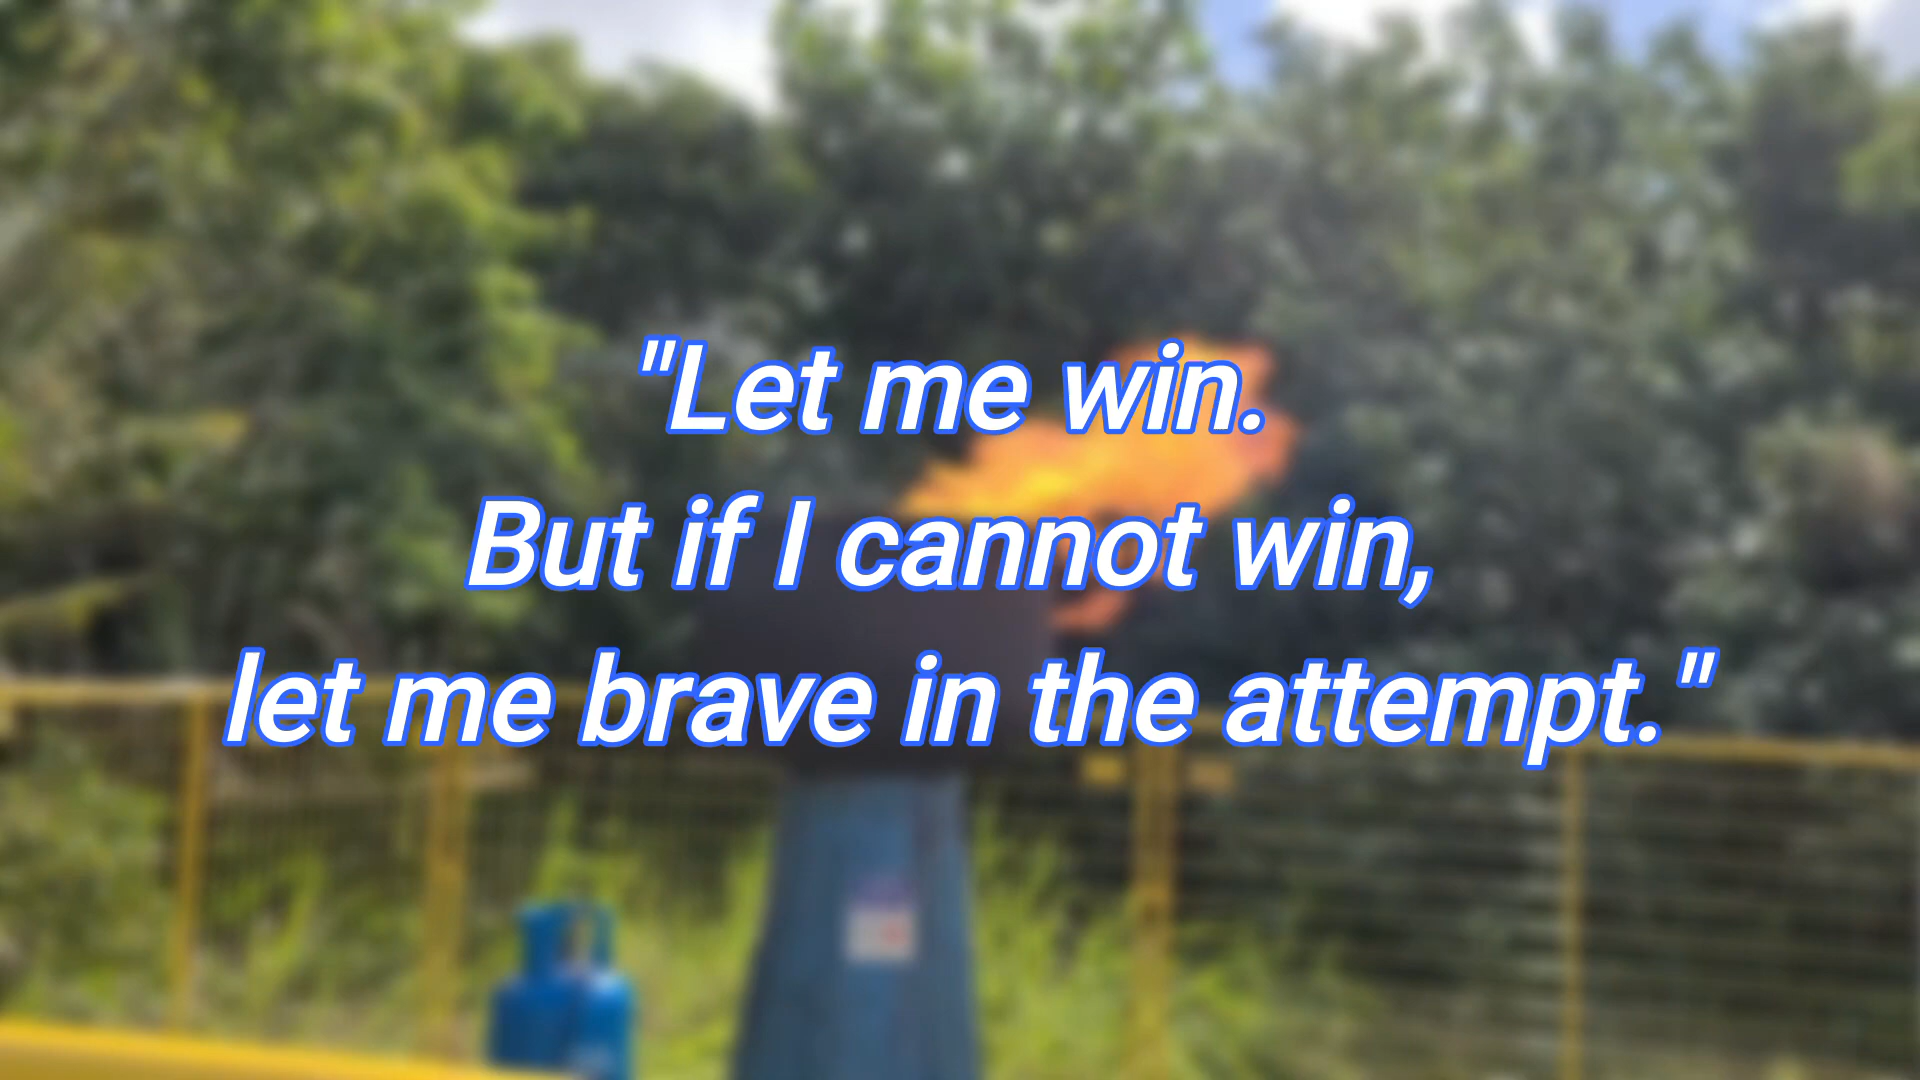 "Let me win.
But if I cannot win,
let me brave in the attempt."